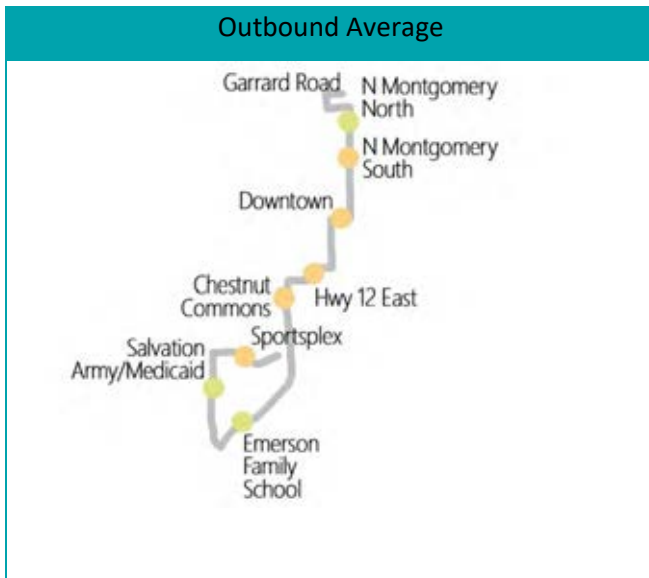 Outbound Average
Garrard Road
N Montgomery
North
N Montgomery
South
Downtown
Hwy 12 East
Chestnut
Commons
Sportsplex
Salvation
Army/Medicaid
Emerson
Family
School